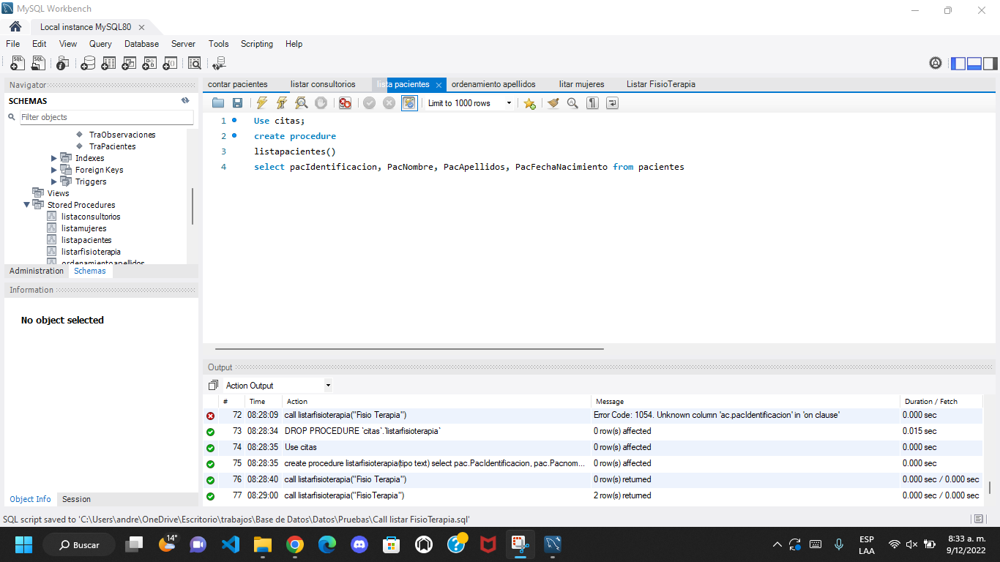 MySQL Workbench
Local instance MySQL80
File Edit View Query Database Server Tools Scripting Help
Navigator
SCHEMAS
Filter objects
TraObservaciones
TraPacientes
Indexes
Foreign Keys
Triggers
Views
Stored Procedures
listaconsultorios
listamujeres
listapacientes
listarfisioterapia
ordenamientoapellidos
Administration Schemas
Information
No object selected
Object Info Session
contar pacientes listar consultorios lista pacientes ordenamiento apellidos litar mujeres Listar FisioTerapia
Limit to 1000 rows
1 Use citas;
2 create procedure
3 listapacientes()
4 select pacIdentificacion, PacNombre, PacApellidos, PacFechaNacimiento from pacientes
Output
Action Output
# Time Action Message Duration / Fetch
72 08:28:09 call listarfisioterapia("Fisio Terapia") Error Code: 1054. Unknown column 'ac.pacIdentificacion' in 'on clause' 0.000 sec
73 08:28:34 DROP PROCEDURE `citas`.`listarfisioterapia` 0 row(s) affected 0.015 sec
74 08:28:35 Use citas 0 row(s) affected 0.000 sec
75 08:28:35 create procedure listarfisioterapia(tipo text) select pac.PacIdentificacion, pac.Pacnom... 0 row(s) affected 0.000 sec
76 08:28:40 call listarfisioterapia("Fisio Terapia") 0 row(s) returned 0.000 sec / 0.000 sec
77 08:29:00 call listarfisioterapia("FisioTerapia") 2 row(s) returned 0.000 sec / 0.000 sec
SQL script saved to 'C:\Users\andre\OneDrive\Escritorio\trabajos\Base de Datos\Datos\Pruebas\Call listar FisioTerapia.sql'
Buscar
14°
ESP
LAA
8:33 a. m.
9/12/2022